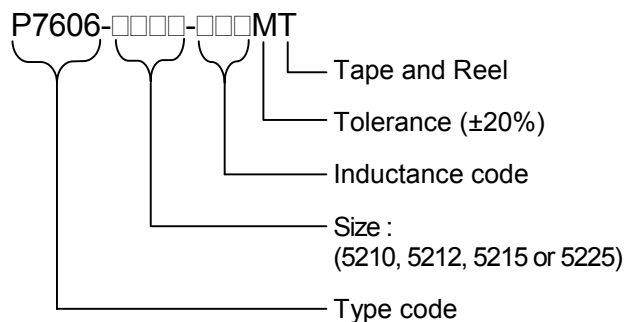 P7606-□□□□-□□□MT
Tape and Reel
Tolerance (±20%)
Inductance code
Size :
(5210, 5212, 5215 or 5225)
Type code